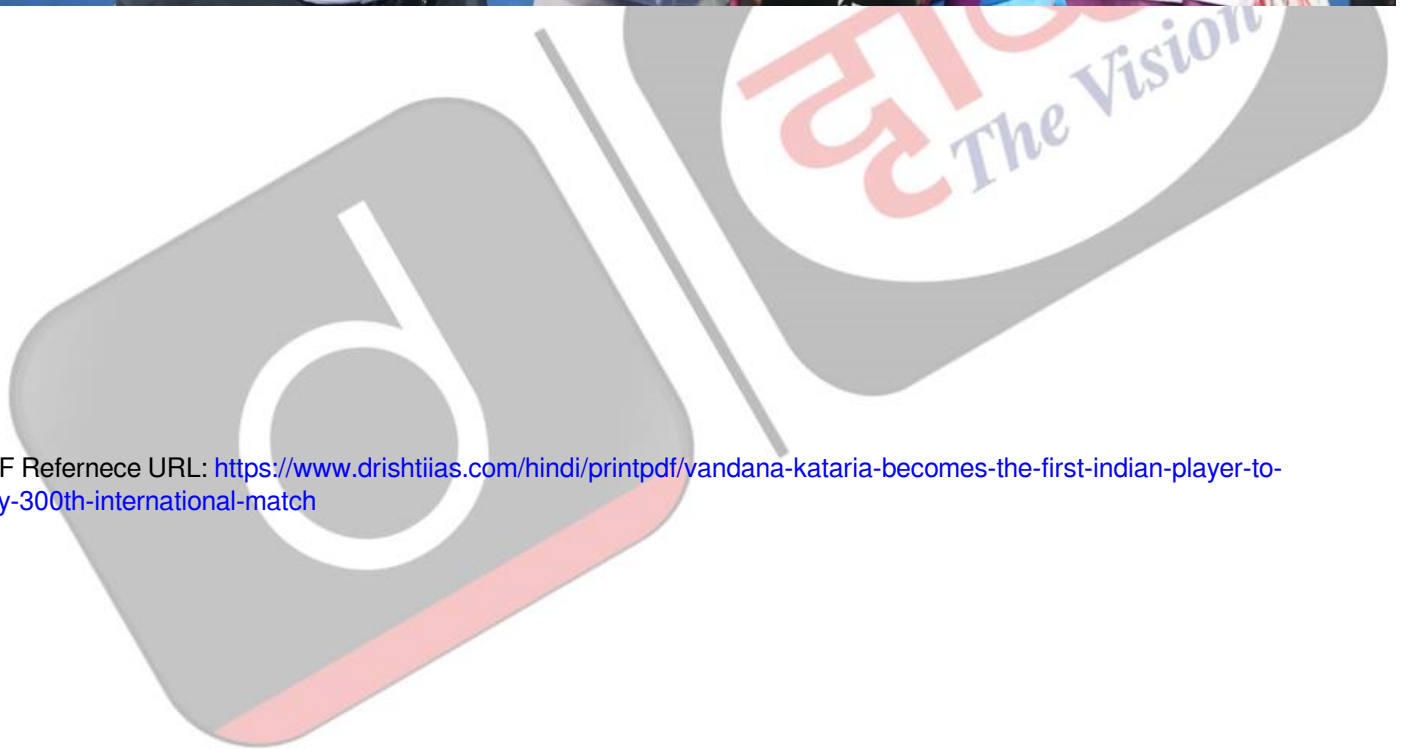 The Vision
F Refernece URL: https://www.drishtiias.com/hindi/printpdf/vandana-kataria-becomes-the-first-indian-player-to-
y-300th-international-match